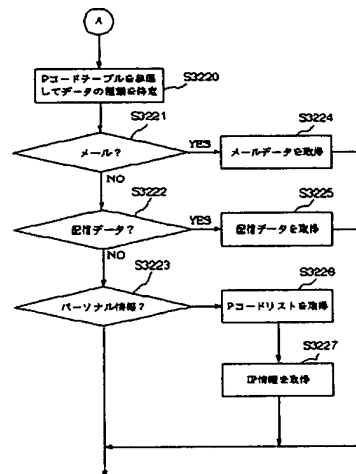 A
Pコードテーブルを参照
してデータの種類を特定
S3220
S3221
メール?
YES
S3224
メールデータを取得
NO
S3222
配信データ?
YES
S3225
配信データを取得
NO
S3223
パーソナル情報?
S3226
Pコードリストを取得
S3227
IP情報を取得